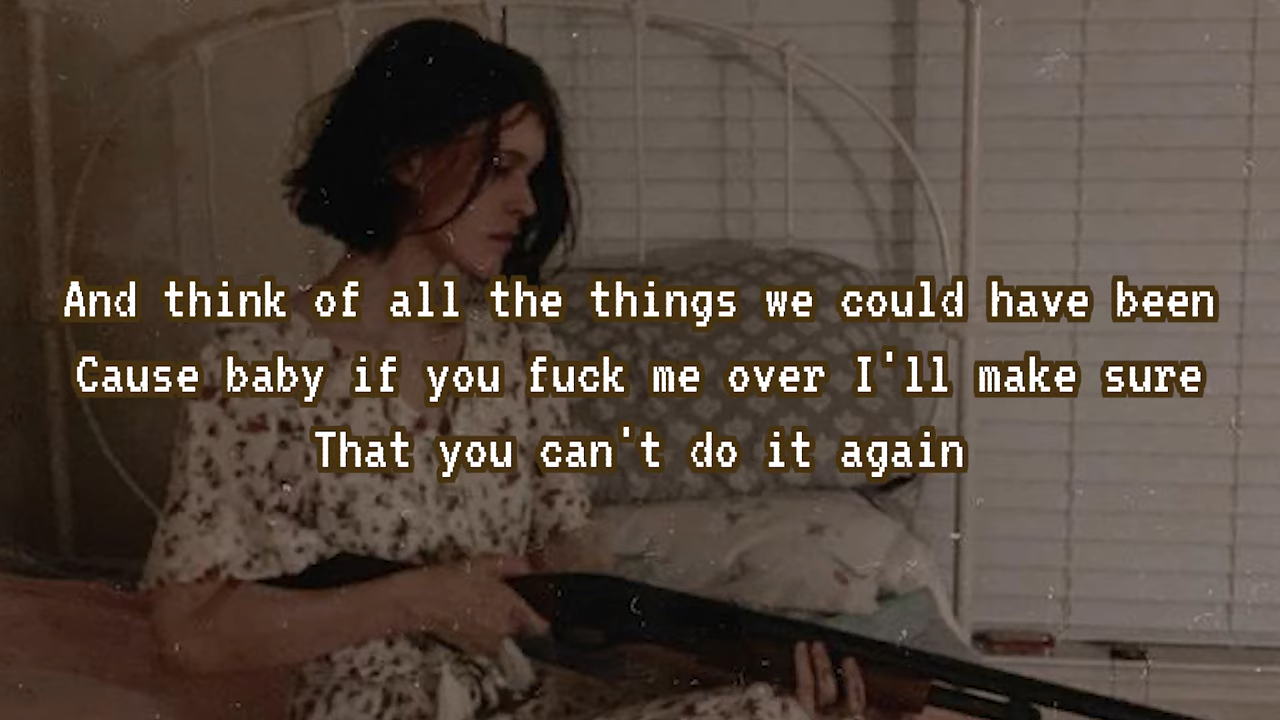 And think of all the things we could have been
Cause baby if you fuck me over I'll make sure
That you can't do it again